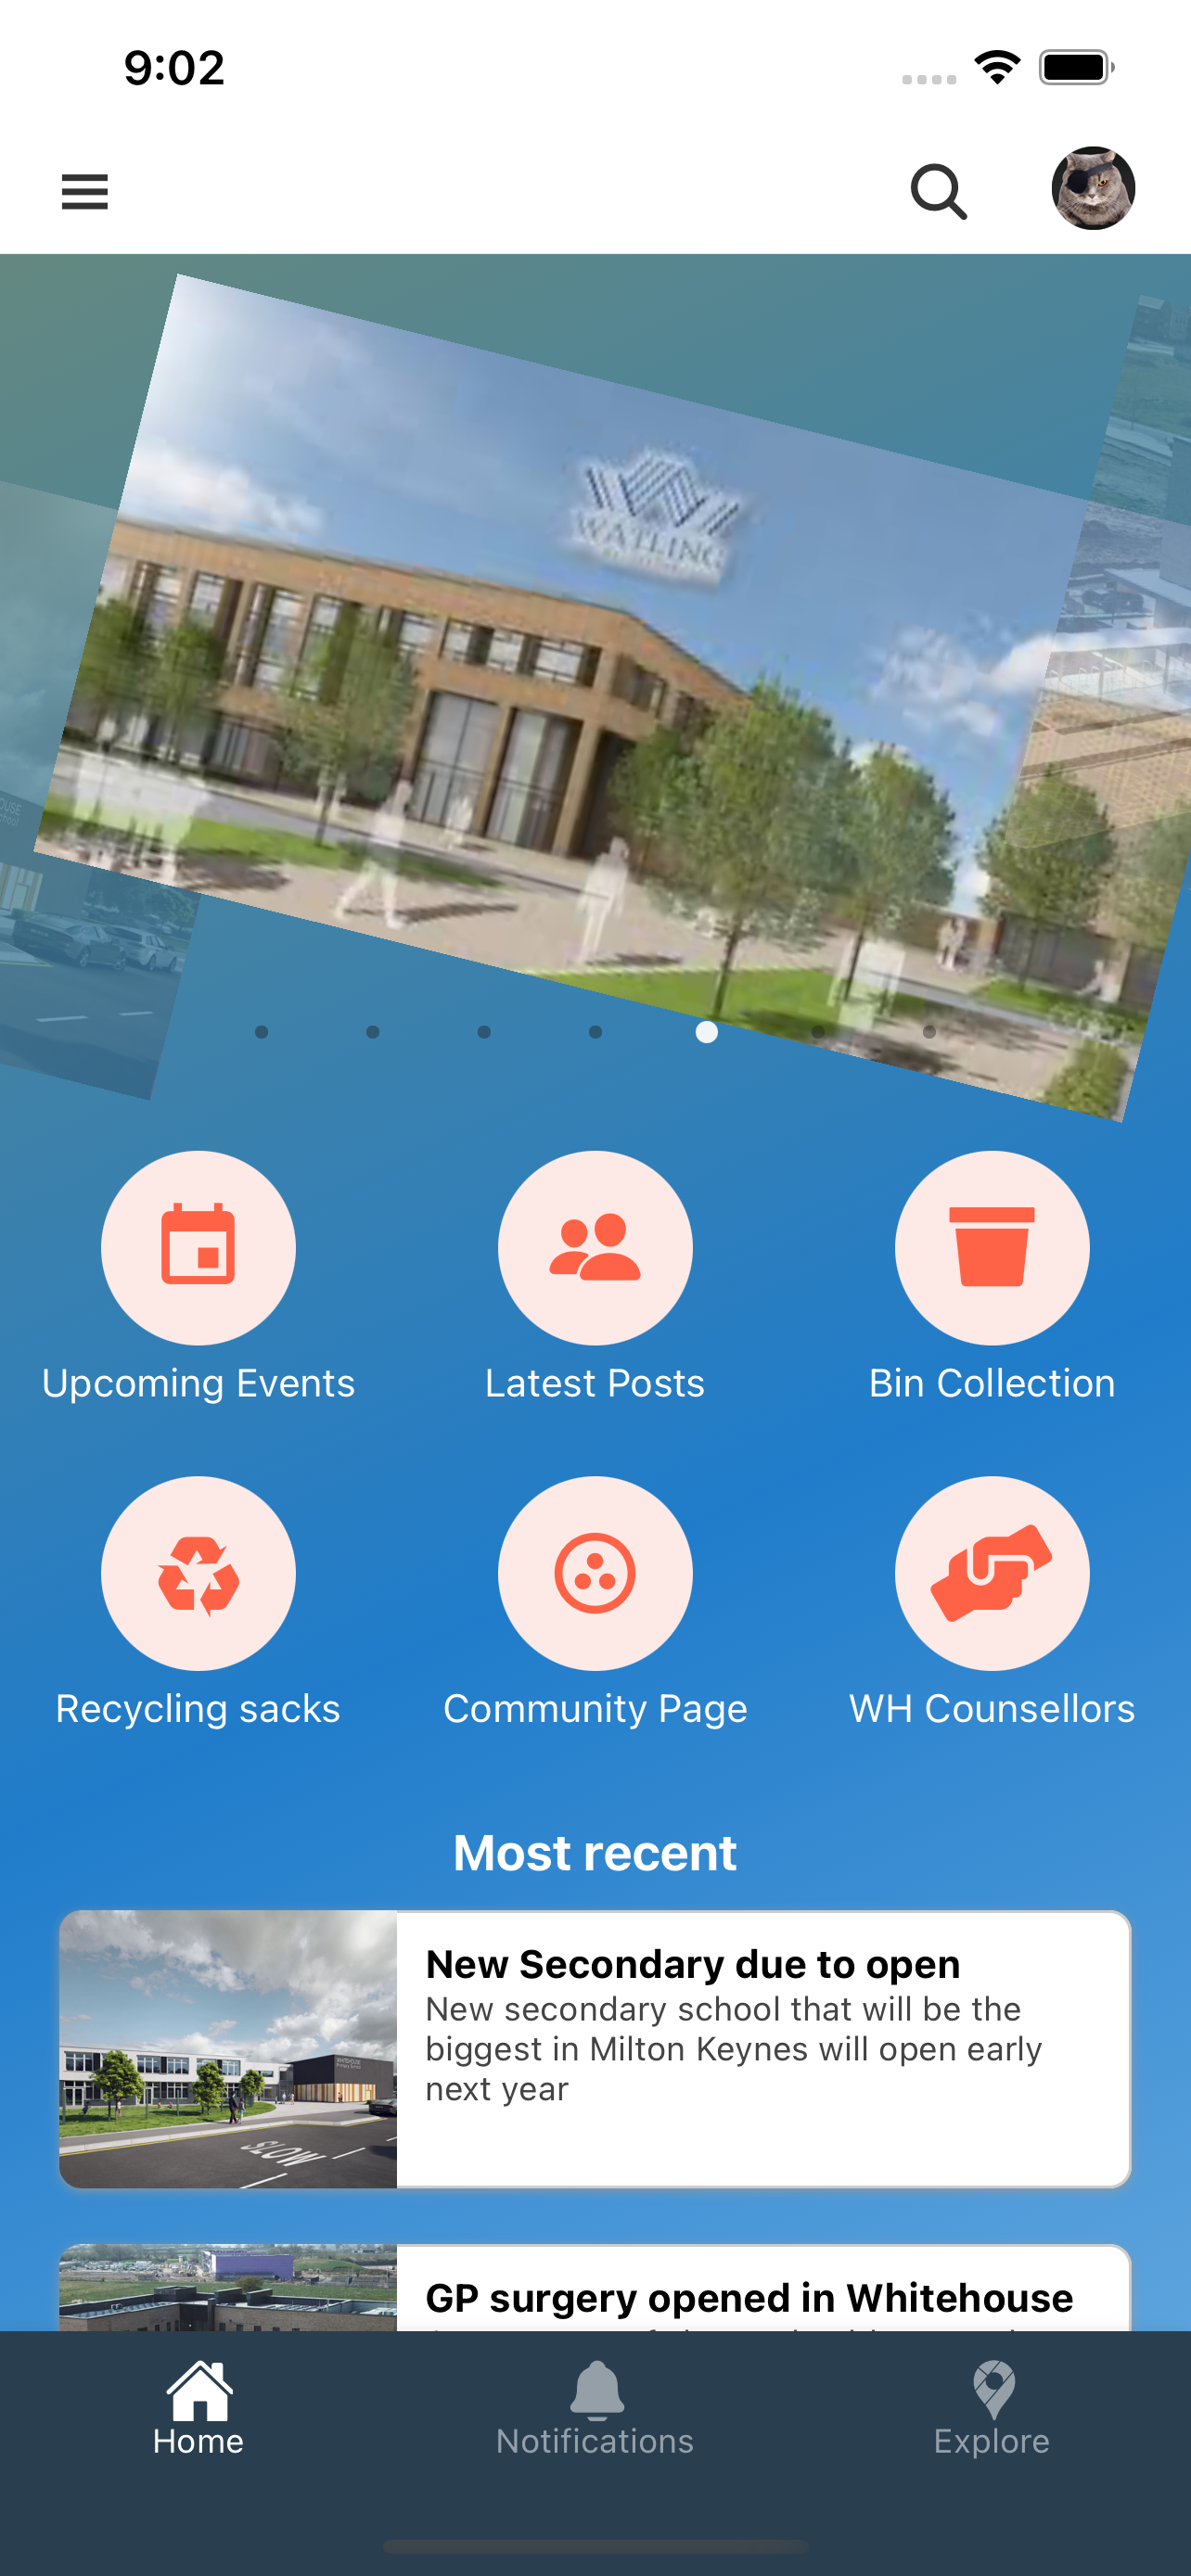 9:02
WATLING
Upcoming Events
Latest Posts
Bin Collection
Recycling sacks
Community Page
WH Counsellors
Most recent
New Secondary due to open
New secondary school that will be the
biggest in Milton Keynes will open early
next year
SLOW
GP surgery opened in Whitehouse
Home
Notifications
Explore